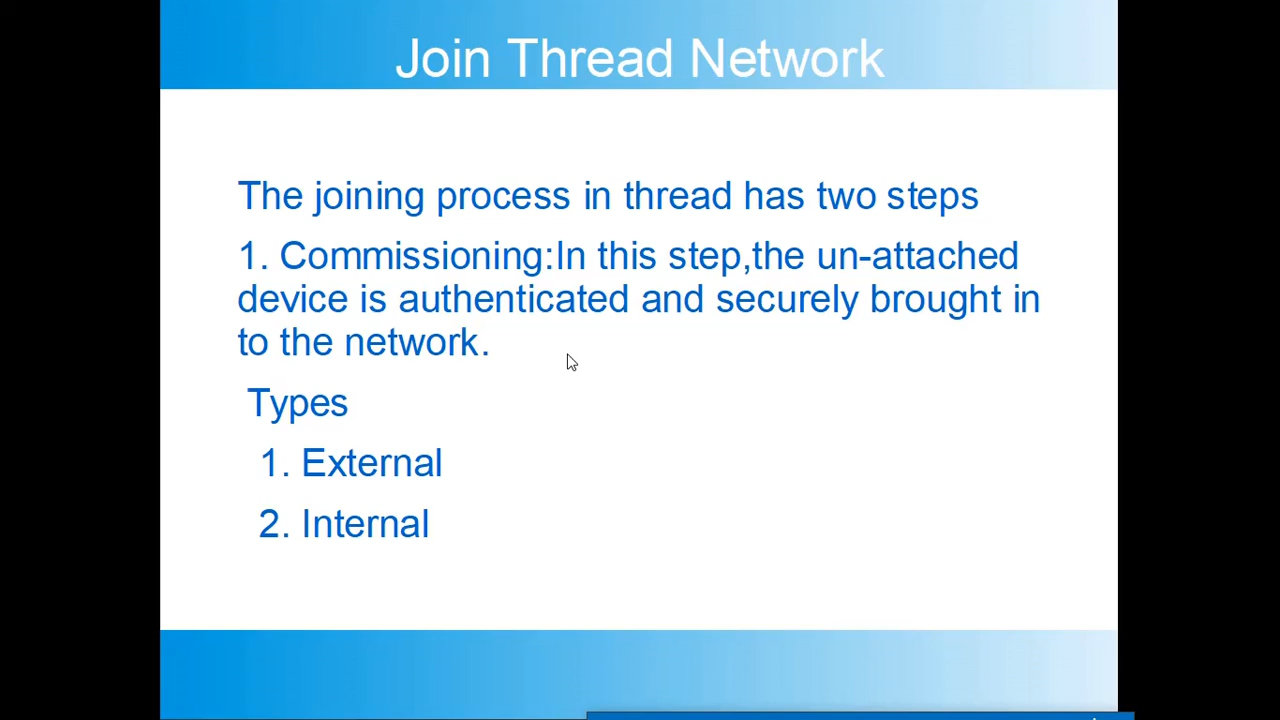 Join Thread Network
The joining process in thread has two steps
1. Commissioning:In this step,the un-attached
device is authenticated and securely brought in
to the network.
Types
1. External
2. Internal